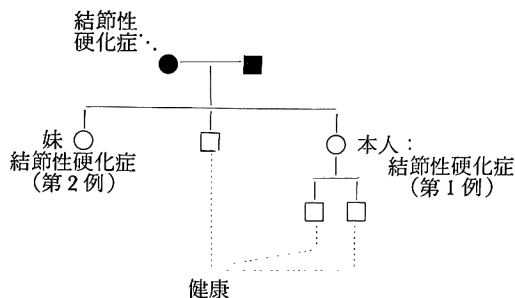 結節性
硬化症
妹
結節性硬化症
（第２例）
本人：
結節性硬化症
（第１例）
健康